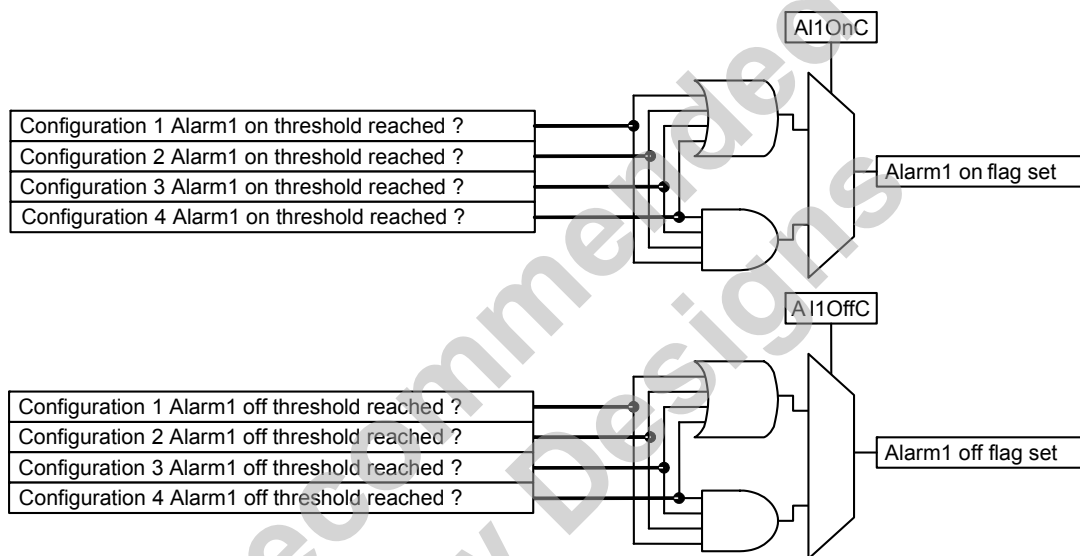 Al1OnC
Configuration 1 Alarm1 on threshold reached ?
Configuration 2 Alarm1 on threshold reached ?
Configuration 3 Alarm1 on threshold reached ?
Configuration 4 Alarm1 on threshold reached ?
Alarm1 on flag set
Al1OffC
Configuration 1 Alarm1 off threshold reached ?
Configuration 2 Alarm1 off threshold reached ?
Configuration 3 Alarm1 off threshold reached ?
Configuration 4 Alarm1 off threshold reached ?
Alarm1 off flag set
ecommended
Designs